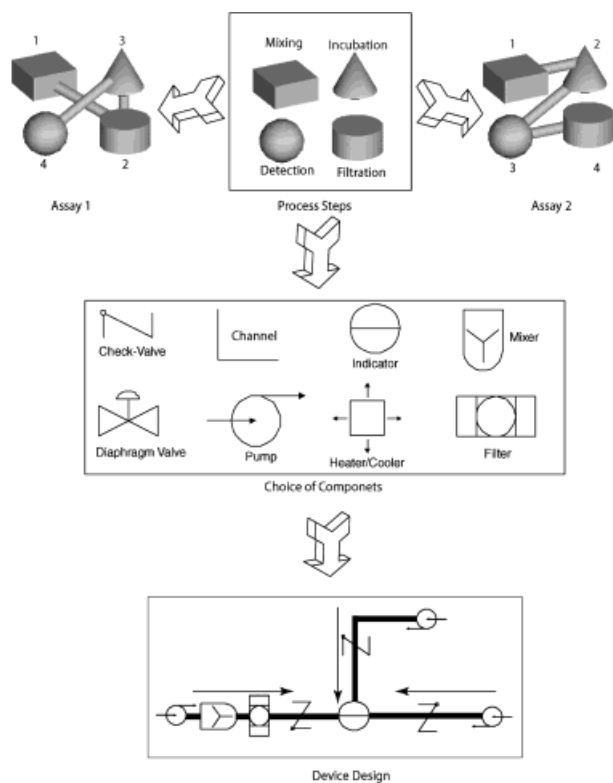 1
3
4
2
Assay 1
Mixing
Incubation
Detection
Filtration
Process Steps
1
2
3
4
Assay 2
Check-Valve
Channel
Indicator
Mixer
Diaphragm Valve
Pump
Heater/Cooler
Filter
Choice of Componets
Device Design